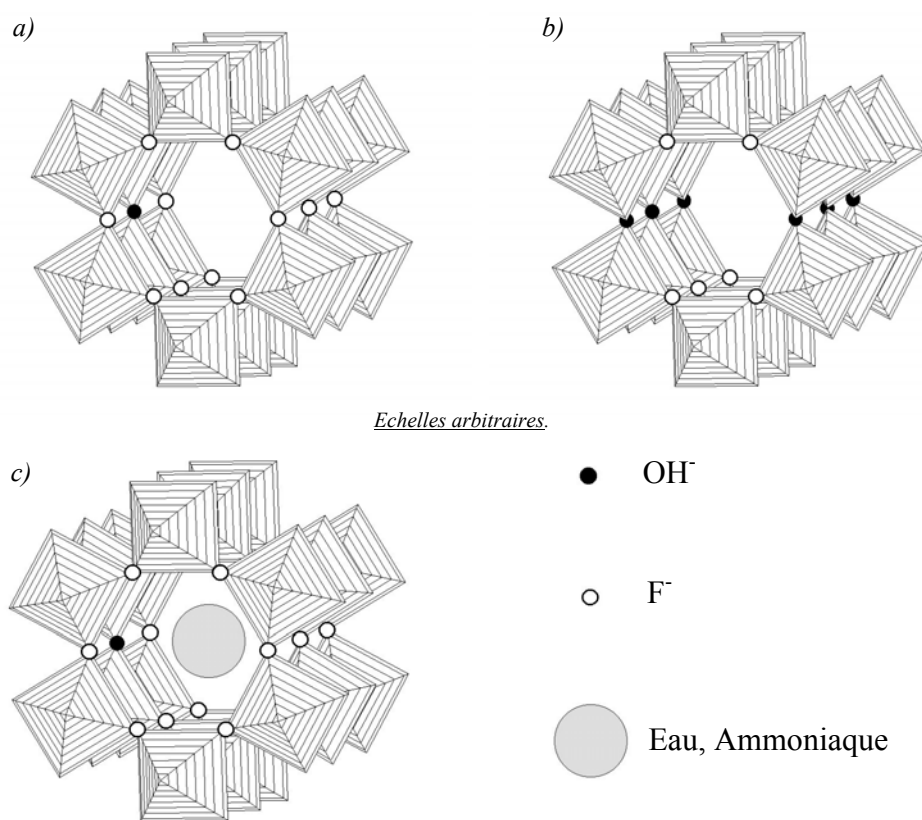 a)
b)
Echelles arbitraires.
c)
OH-
F-
Eau, Ammoniaque